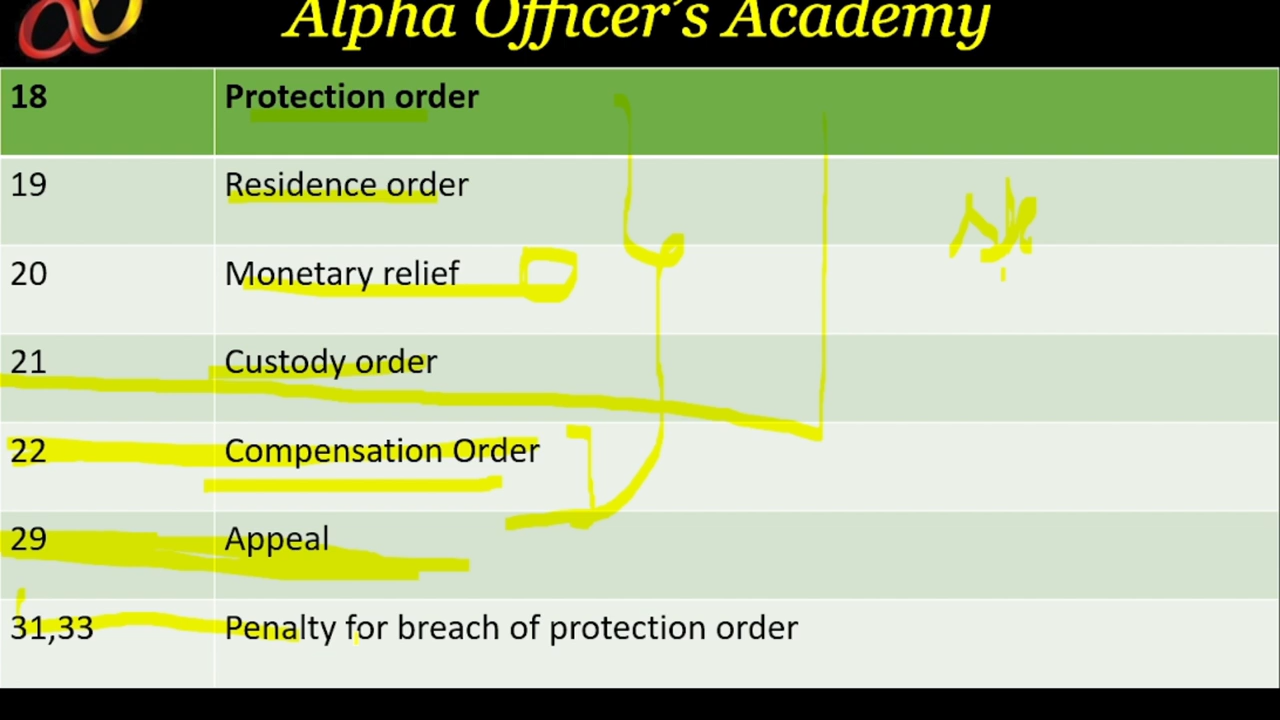 Alpha Officer's Academy
18 Protection order
19 Residence order
20 Monetary relief
21 Custody order
22 Compensation Order
29 Appeal
31,33 Penalty for breach of protection order